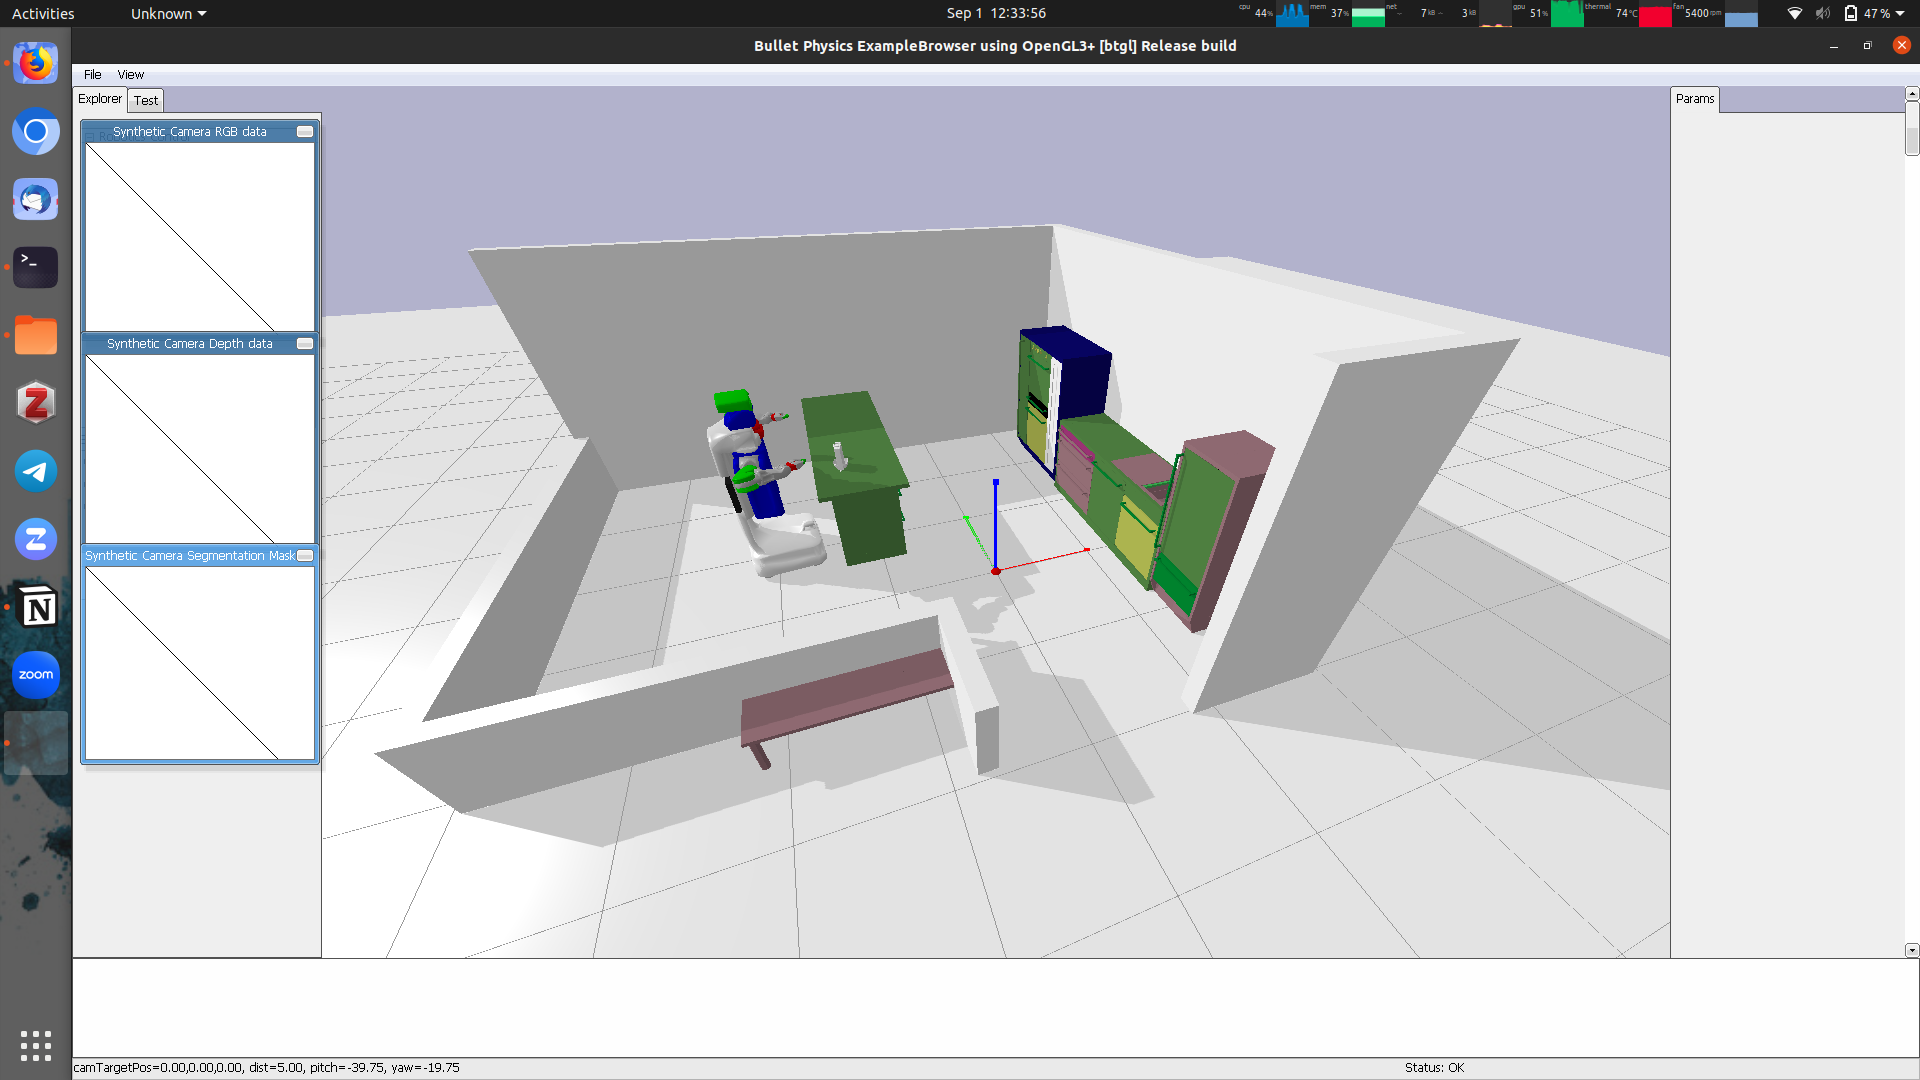 Activities
Unknown
Sep 1 12:33:56
cpu 44% mem 37% net 7 kB 3 kB gpu 51% thermal 74°C fan 5400 rpm 47 %
Bullet Physics ExampleBrowser using OpenGL3+ [btgl] Release build
File View
Explorer Test
Params
Synthetic Camera RGB data
Synthetic Camera Depth data
Synthetic Camera Segmentation Mask
>_
Z
Z
N
zoom
camTargetPos=0.00,0.00,0.00, dist=5.00, pitch=-39.75, yaw=-19.75
Status: OK